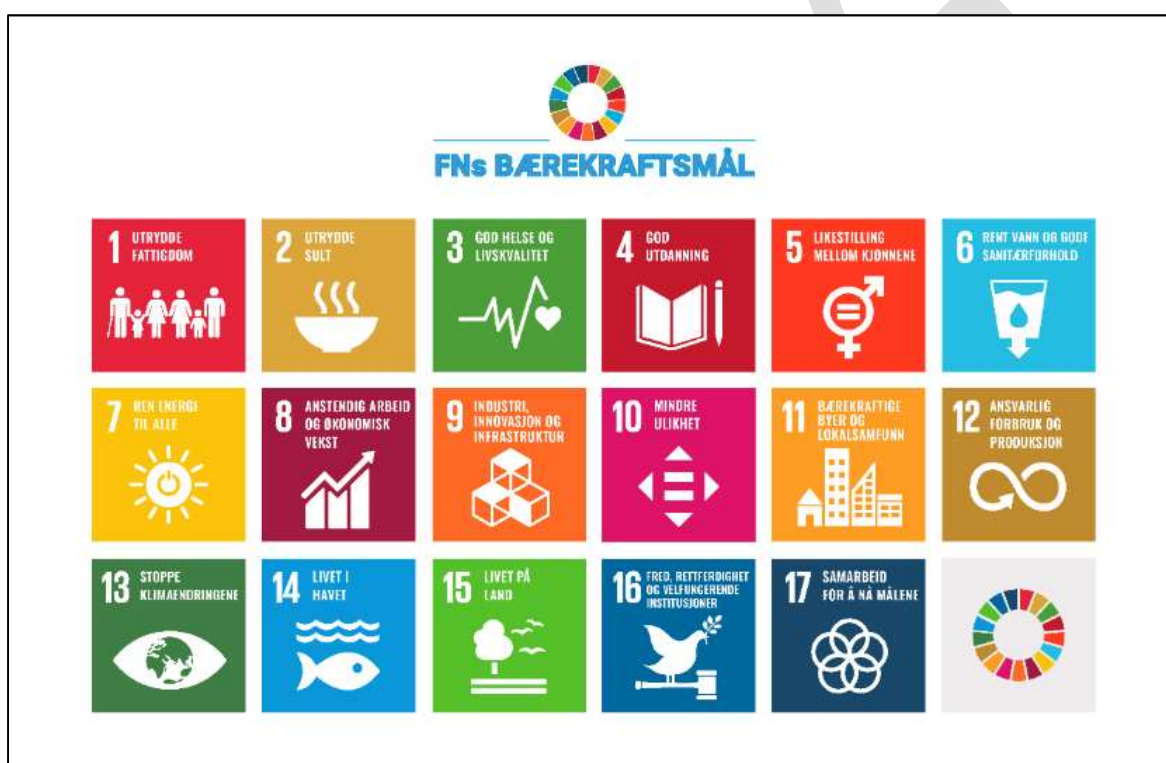 FNs BÆREKRAFTSMÅL
1 UTRYDDE
FATTIGDOM
2 UTRYDDE
SULT
3 GOD HELSE OG
LIVSKVALITET
4 GOD
UTDANNING
5 LIKESTILLING
MELLOM KJØNNENE
6 RENT VANN OG GODE
SANITÆRFORHOLD
7 REN ENERGI
TIL ALLE
8 ANSTENDIG ARBEID
OG ØKONOMISK
VEKST
9 INDUSTRI,
INNOVASJON OG
INFRASTRUKTUR
10 MINDRE
ULIKHET
11 BÆREKRAFTIGE
BYER OG
LOKALSAMFUNN
12 ANSVARLIG
FORBRUK OG
PRODUKSJON
13 STOPPE
KLIMAENDRINGENE
14 LIVET I
HAVET
15 LIVET PÅ
LAND
16 FRED, RETTFERDIGHET
OG VELFUNGERENDE
INSTITUSJONER
17 SAMARBEID
FOR Å NÅ MÅLENE